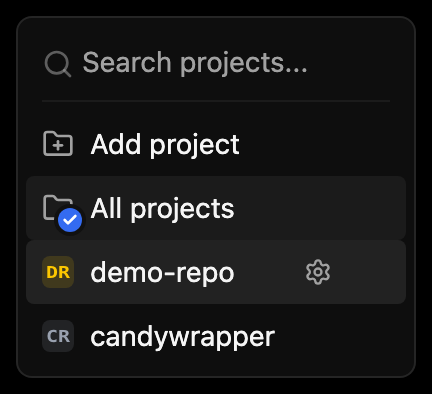 Search projects...
Add project
All projects
DR demo-repo
CR candywrapper